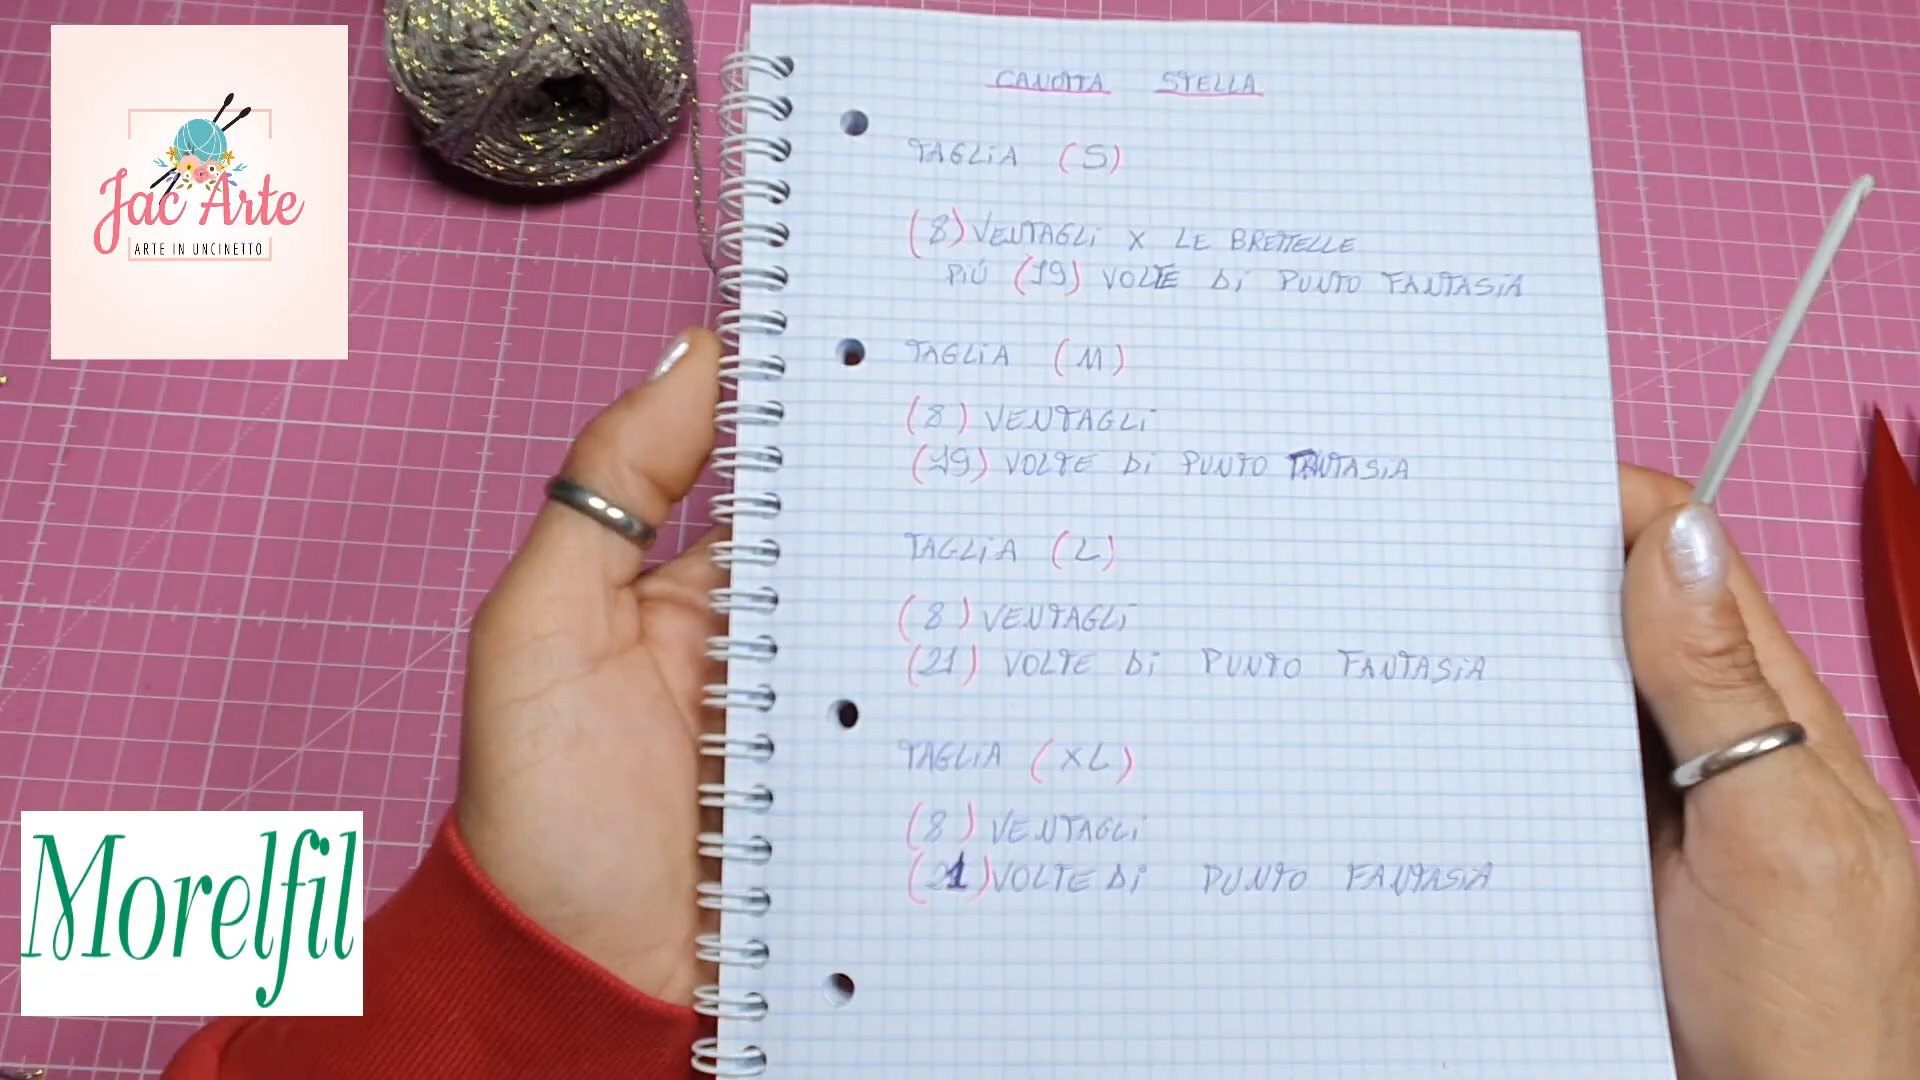 Jac Arte
ARTE IN UNCINETTO
CANOTTA STELLA
TAGLIA (S)
(8) VENTAGLI X LE BRETELLE
PIÚ (19) VOLTE DI PUNTO FANTASIA
TAGLIA (M)
(8) VENTAGLI
(19) VOLTE DI PUNTO FANTASIA
TAGLIA (L)
(8) VENTAGLI
(21) VOLTE DI PUNTO FANTASIA
TAGLIA (XL)
(8) VENTAGLI
(21) VOLTE DI PUNTO FANTASIA
Morelfil